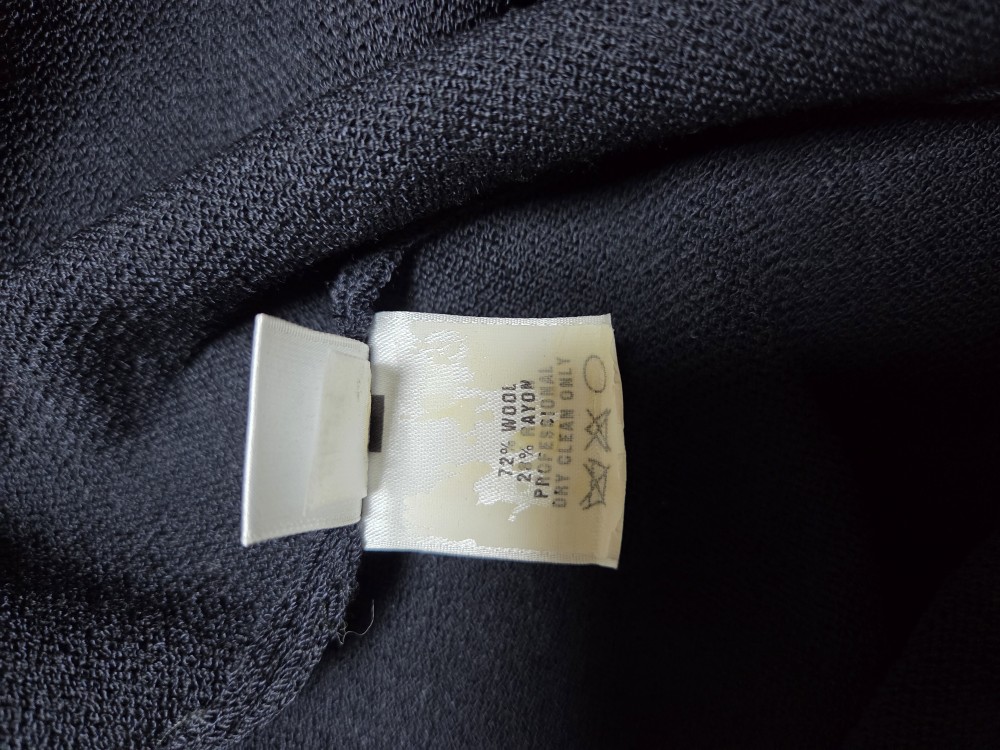 72% WOOL
28% RAYON
PROFESSIONAL
DRY CLEAN ONLY